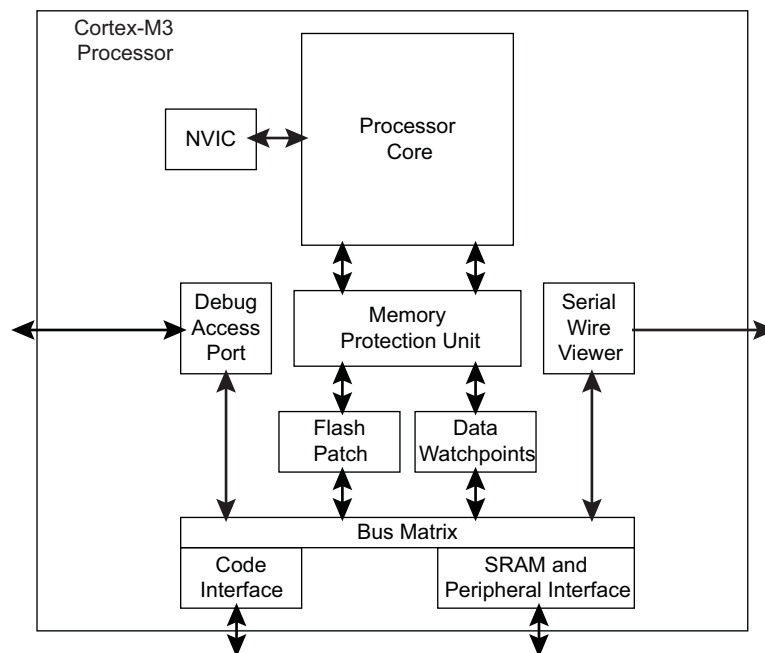 Cortex-M3
Processor
Processor
Core
NVIC
Debug
Access
Port
Memory
Protection Unit
Serial
Wire
Viewer
Flash
Patch
Data
Watchpoints
Bus Matrix
Code
Interface
SRAM and
Peripheral Interface